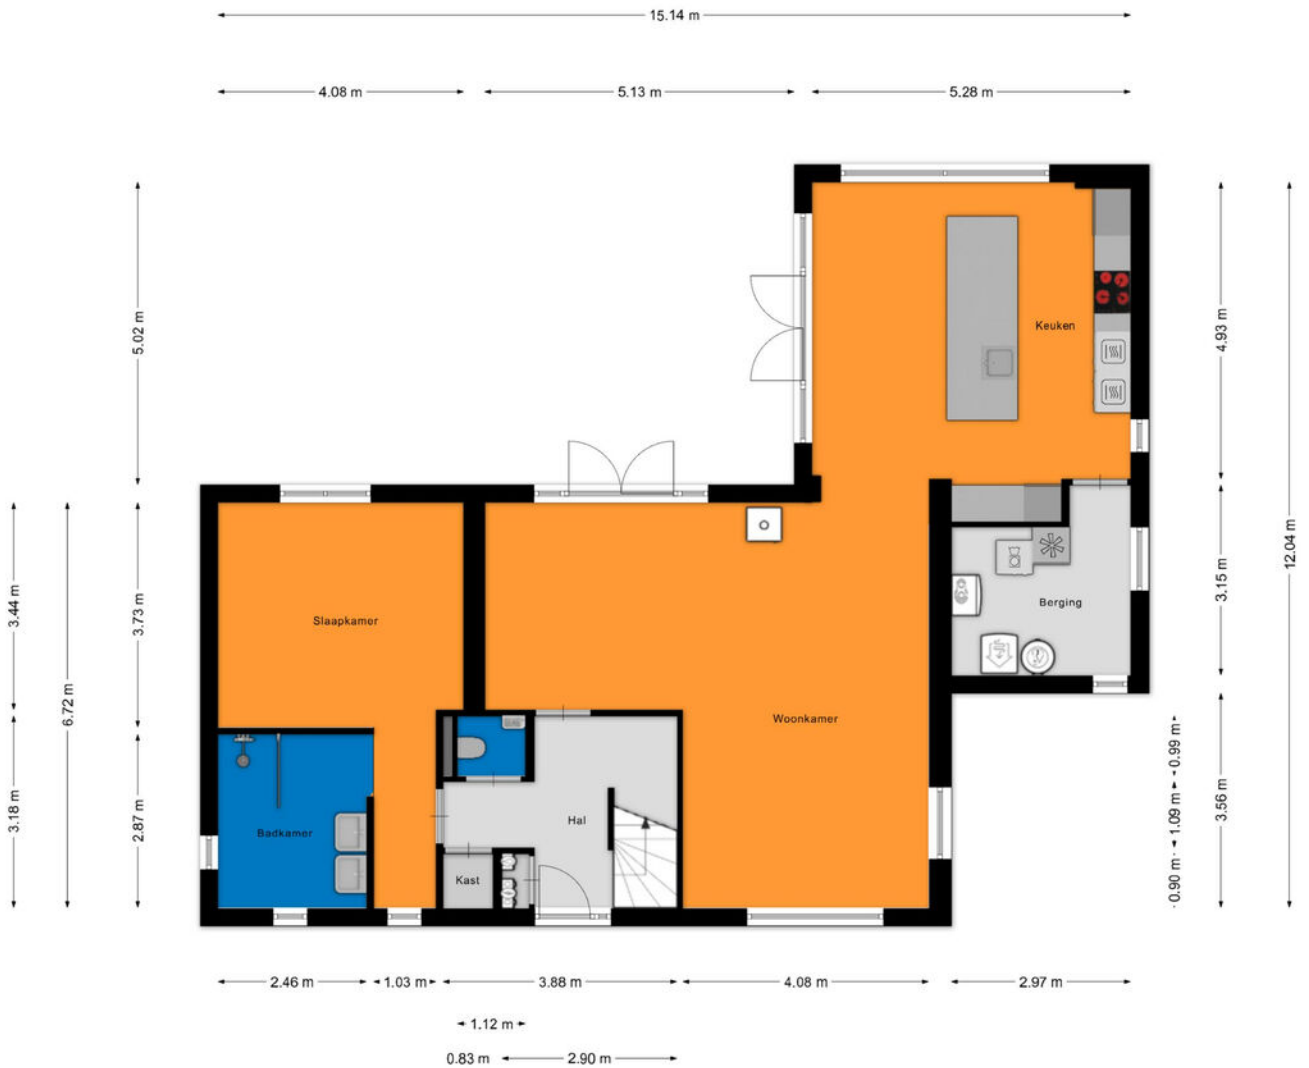 15.14 m
4.08 m
5.13 m
5.28 m
5.02 m
4.93 m
Keuken
12.04 m
3.44 m
6.72 m
3.73 m
3.15 m
Slaapkamer
Berging
Woonkamer
0.99 m
3.18 m
2.87 m
1.09 m
3.56 m
Badkamer
Hal
Kast
0.90 m
2.46 m
1.03 m
3.88 m
4.08 m
2.97 m
1.12 m
0.83 m
2.90 m